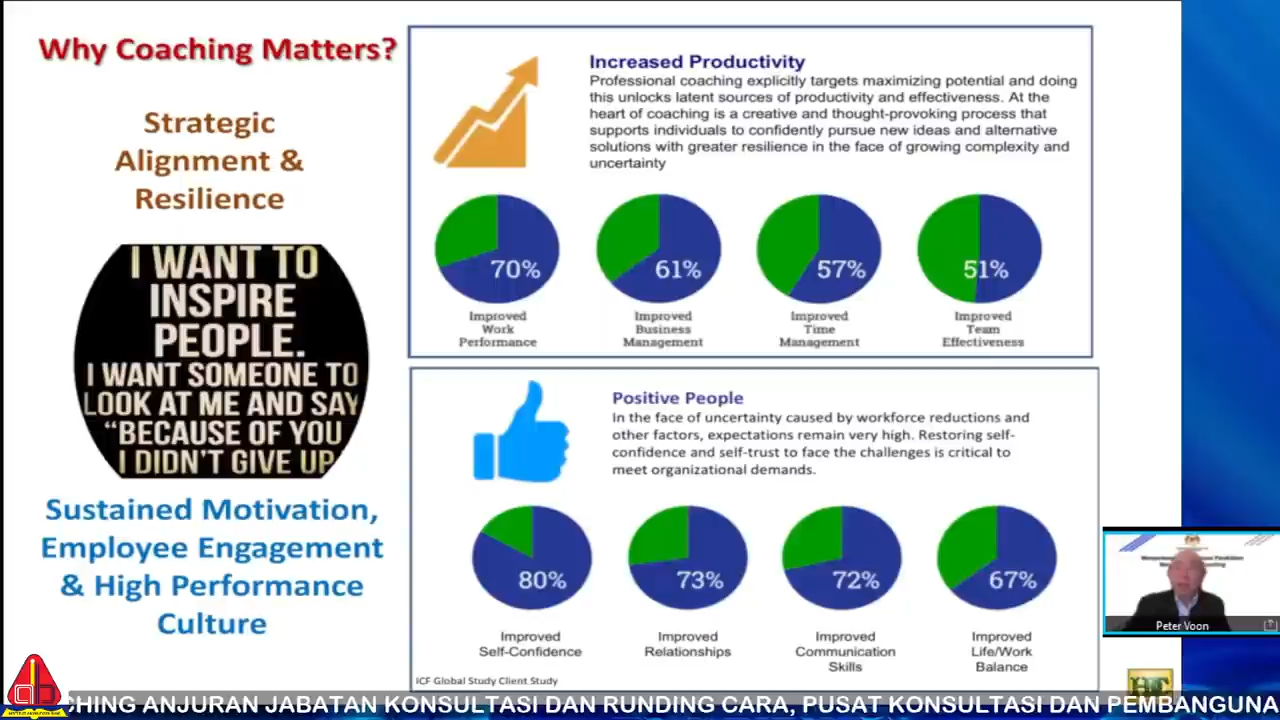 Why Coaching Matters?
Strategic
Alignment &
Resilience
I WANT TO
INSPIRE
PEOPLE.
I WANT SOMEONE TO
LOOK AT ME AND SAY
“BECAUSE OF YOU
I DIDN'T GIVE UP
Sustained Motivation,
Employee Engagement
& High Performance
Culture
Increased Productivity
Professional coaching explicitly targets maximizing potential and doing
this unlocks latent sources of productivity and effectiveness. At the
heart of coaching is a creative and thought-provoking process that
supports individuals to confidently pursue new ideas and alternative
solutions with greater resilience in the face of growing complexity and
uncertainty
70%
61%
57%
51%
Improved
Work
Performance
Improved
Business
Management
Improved
Time
Management
Improved
Team
Effectiveness
Positive People
In the face of uncertainty caused by workforce reductions and
other factors, expectations remain very high. Restoring self-
confidence and self-trust to face the challenges is critical to
meet organizational demands.
80%
73%
72%
67%
Improved
Self-Confidence
Improved
Relationships
Improved
Communication
Skills
Improved
Life/Work
Balance
ICF Global Study Client Study
Peter Voon
CHING ANJURAN JABATAN KONSULTASI DAN RUNDING CARA, PUSAT KONSULTASI DAN PEMBANGUNA